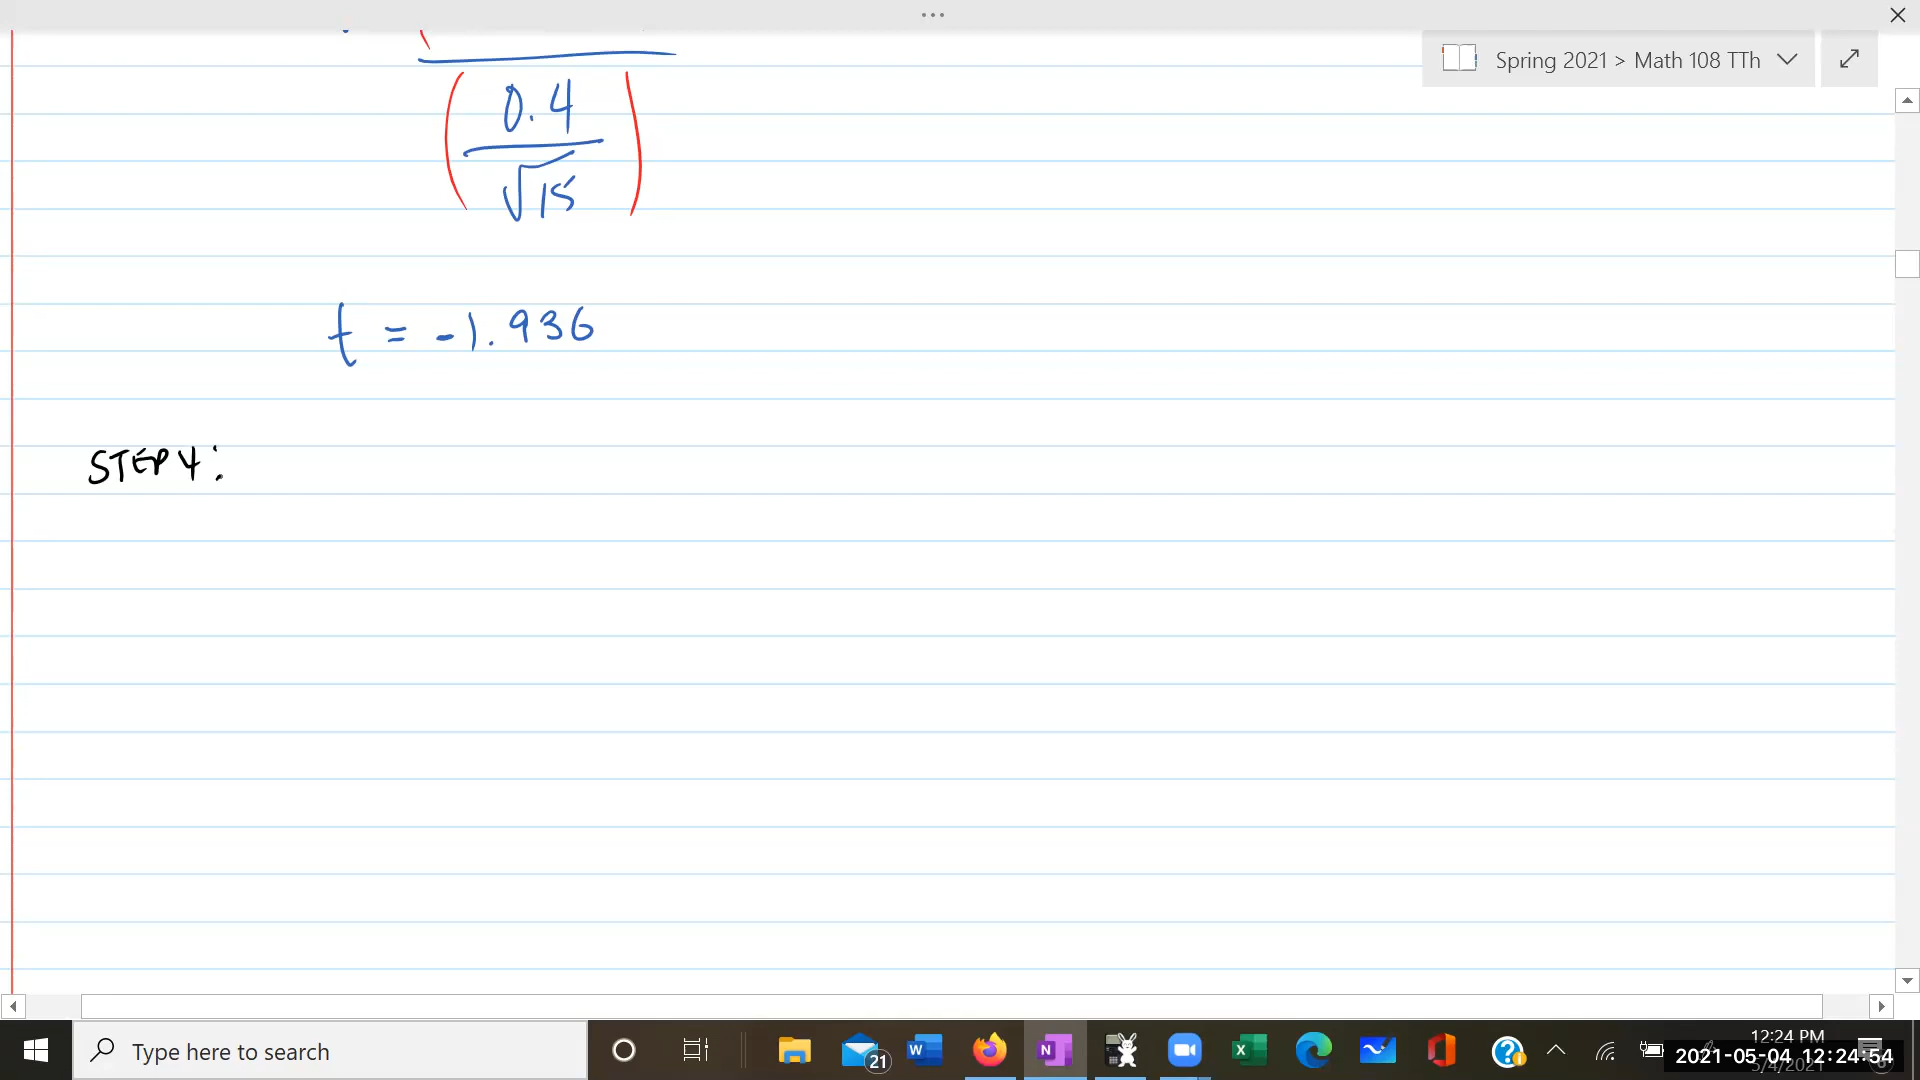 Spring 2021 > Math 108 TTh
0.4
√15
t = -1.936
STEP 4:
Type here to search
21
12:24 PM
2021-05-04 12:24:54